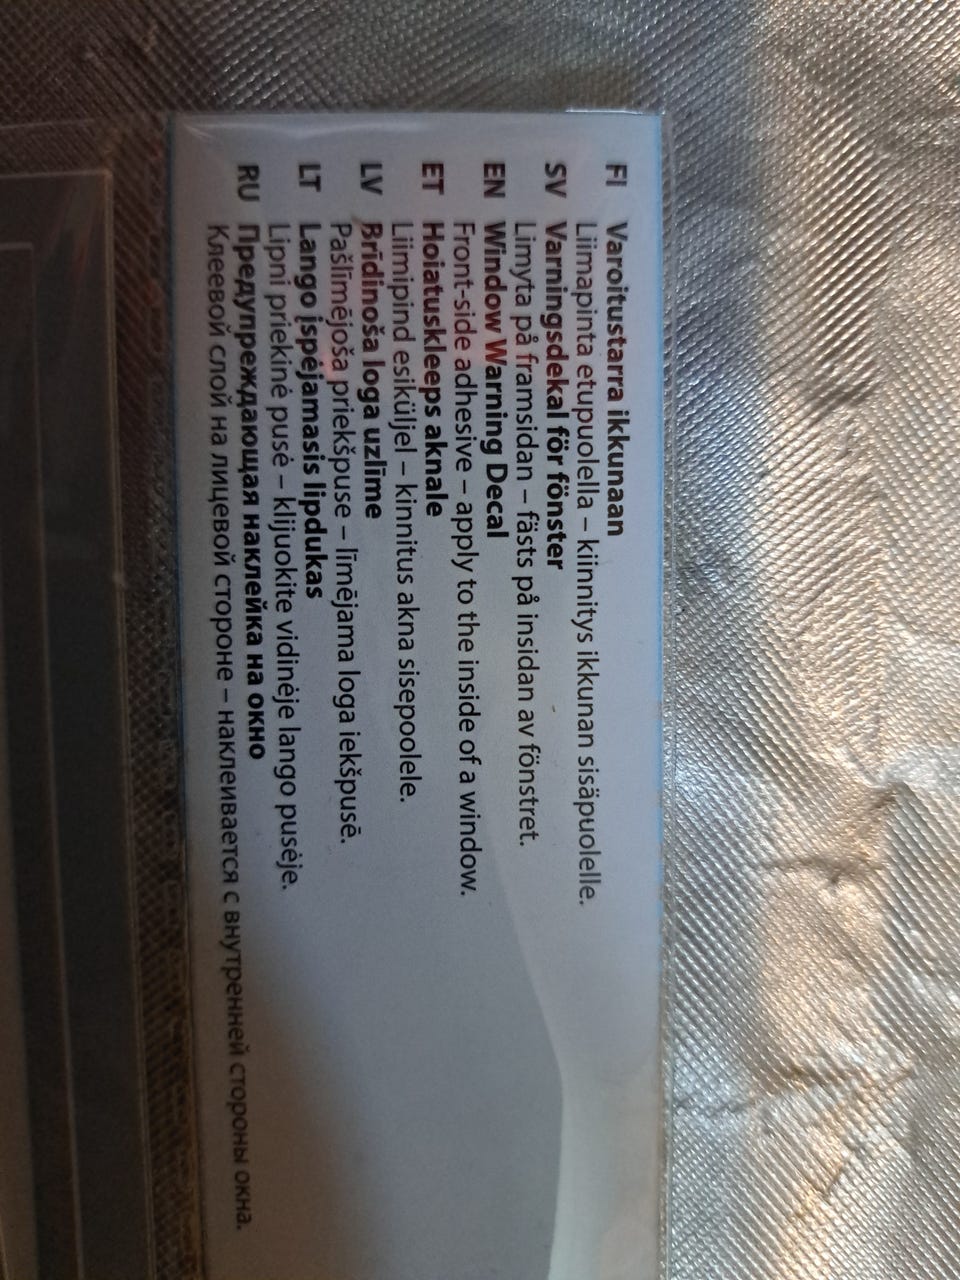 FI Varoitustarra ikkunaan
Liimapinta etupuolella – kiinnitys ikkunan sisäpuolelle.
SV Varningsdekal för fönster
Limyta på framsidan – fästs på insidan av fönstret.
EN Window Warning Decal
Front-side adhesive – apply to the inside of a window.
ET Hoiatuskleeps aknale
Liimipind esiküljel – kinnitus akna sisepoolele.
LV Brīdinoša loga uzlīme
Pašlīmējoša priekšpuse – līmējama loga iekšpusē.
LT Lango įspėjamasis lipdukas
Lipni priekinė pusė – klijuokite vidinėje lango pusėje.
RU Предупреждающая наклейка на окно
Клеевой слой на лицевой стороне – наклеивается с внутренней стороны окна.